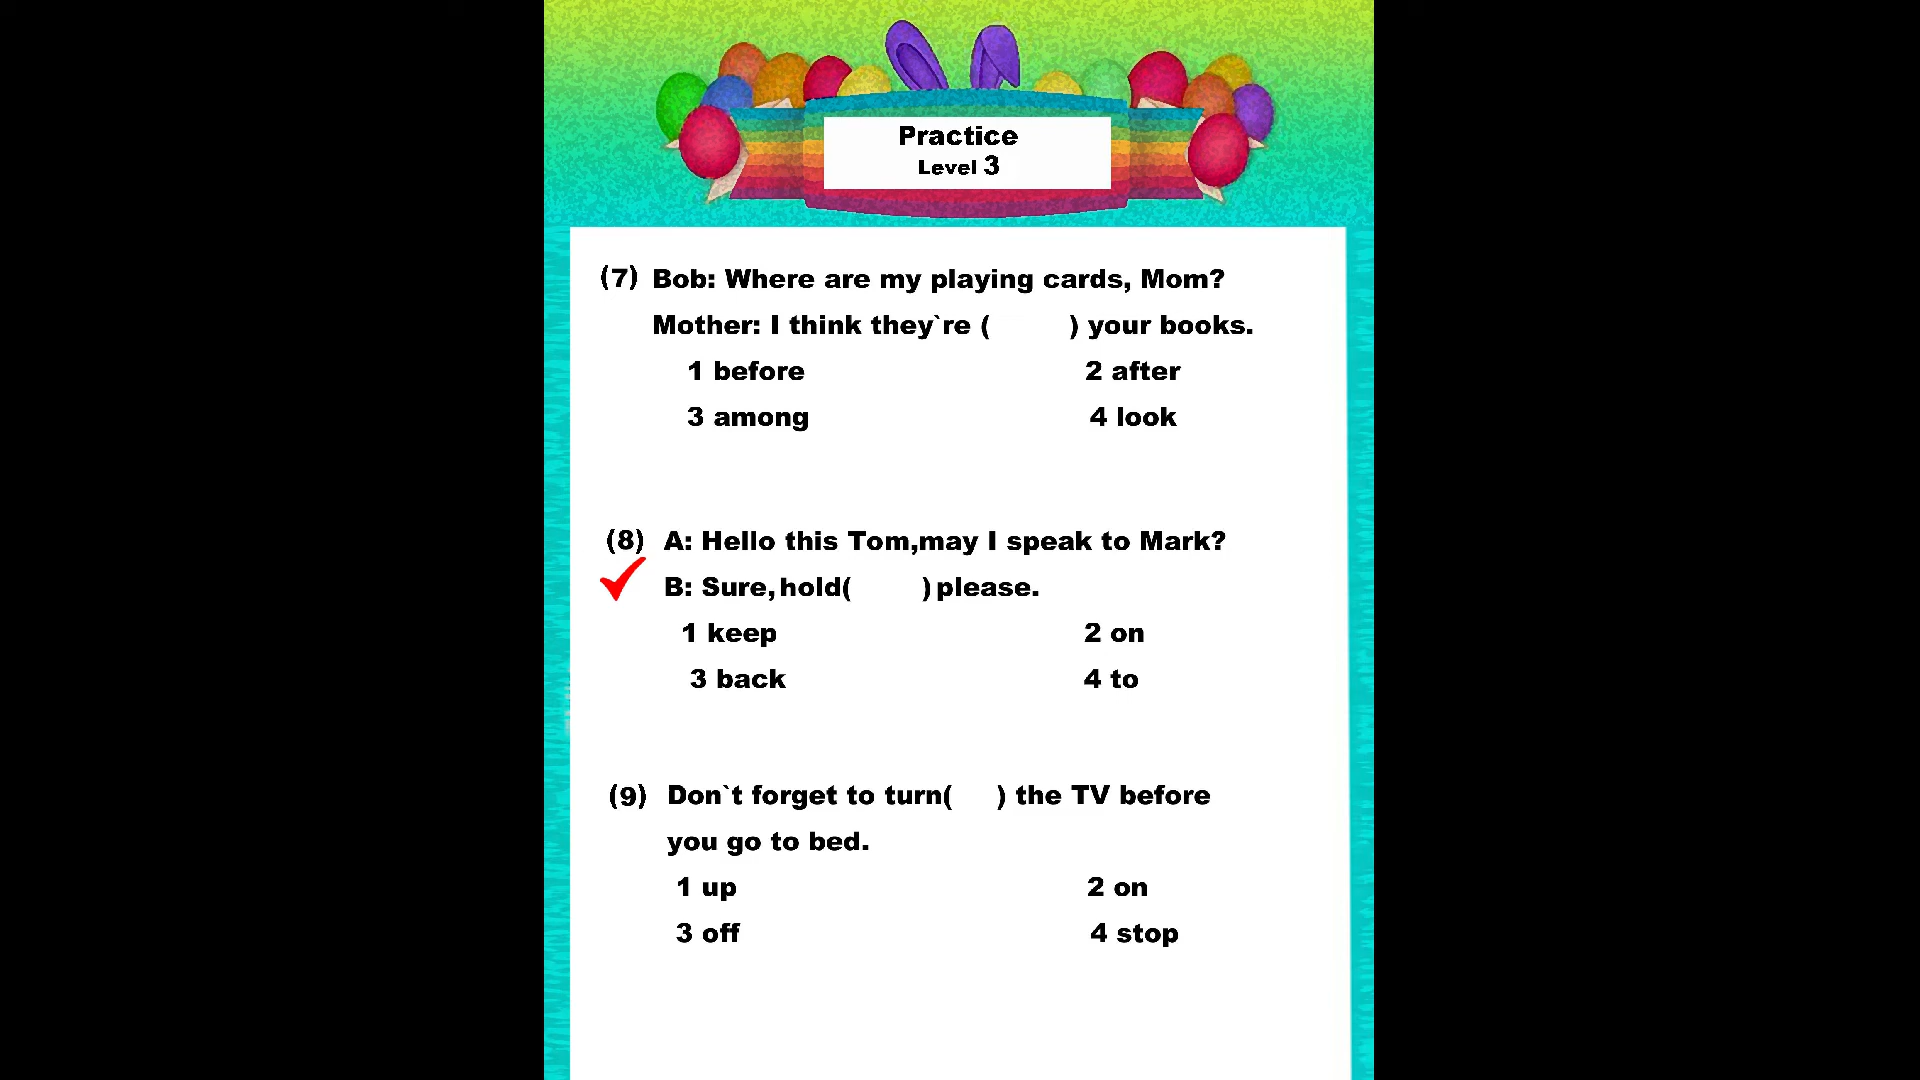 Practice
Level 3
(7) Bob: Where are my playing cards, Mom?
Mother: I think they`re (        ) your books.
1 before 2 after
3 among 4 look
(8) A: Hello this Tom,may I speak to Mark?
B: Sure,hold(        )please.
1 keep 2 on
3 back 4 to
(9) Don`t forget to turn(    ) the TV before
you go to bed.
1 up 2 on
3 off 4 stop